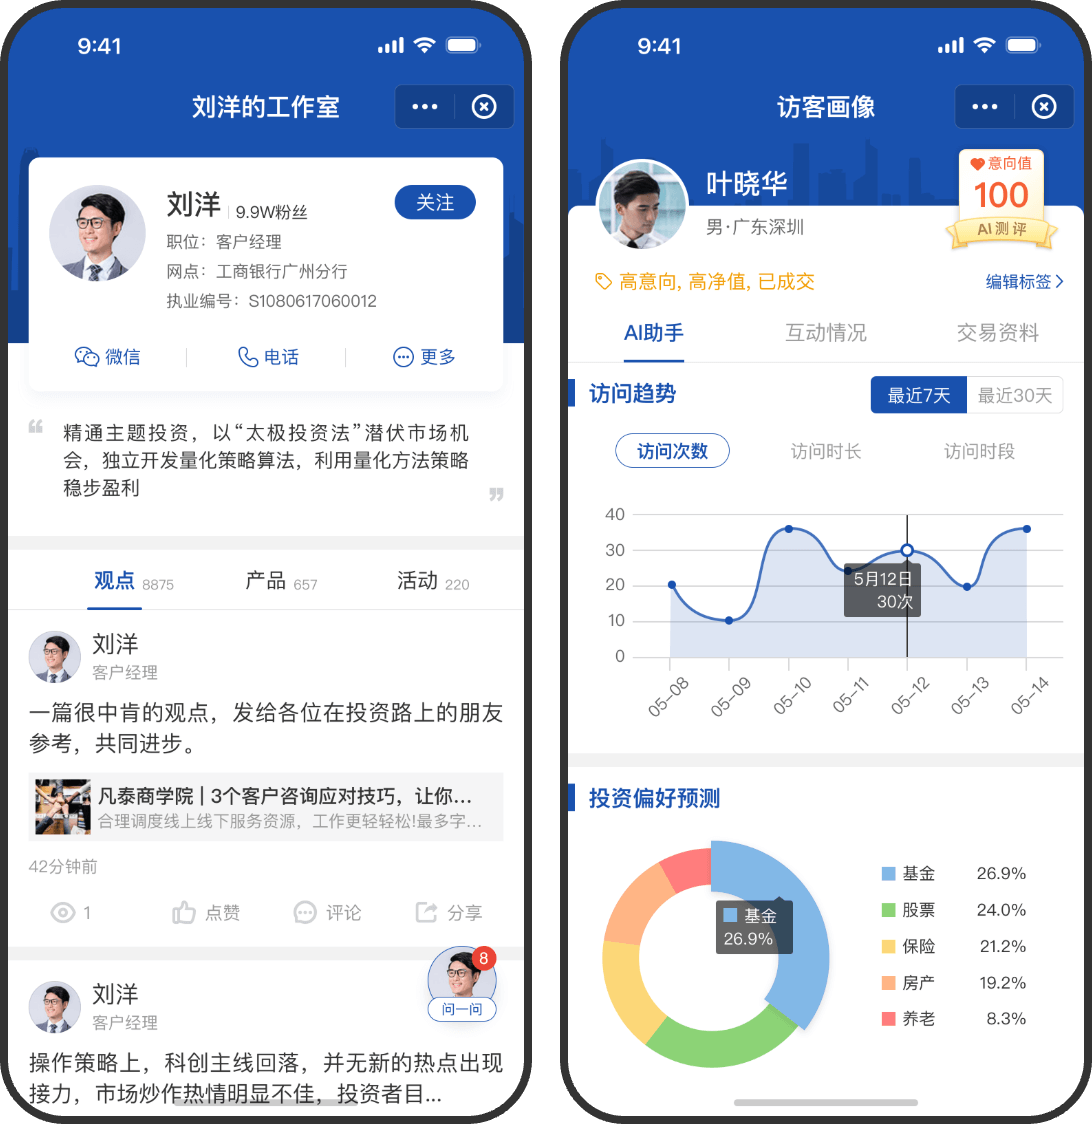 9:41
刘洋的工作室
刘洋 9.9W粉丝
关注
职位：客户经理
网点：工商银行广州分行
执业编号：S1080617060012
微信 电话 更多
“
精通主题投资，以“太极投资法”潜伏市场机
会，独立开发量化策略算法，利用量化方法策略
稳步盈利
”
观点 8875 产品 657 活动 220
刘洋
客户经理
一篇很中肯的观点，发给各位在投资路上的朋友
参考，共同进步。
凡泰商学院 | 3个客户咨询应对技巧，让你...
合理调度线上线下服务资源，工作更轻轻松!最多字...
42分钟前
1 点赞 评论 分享
8
问一问
刘洋
客户经理
操作策略上，科创主线回落，并无新的热点出现
接力，市场炒作热情明显不佳，投资者目...
9:41
访客画像
叶晓华
男·广东深圳
意向值
100
AI测评
高意向, 高净值, 已成交
编辑标签
AI助手 互动情况 交易资料
访问趋势
最近7天 最近30天
访问次数 访问时长 访问时段
40
30
20
10
0
5月12日
30次
05-08 05-09 05-10 05-11 05-12 05-13 05-14
投资偏好预测
基金
26.9%
基金 26.9%
股票 24.0%
保险 21.2%
房产 19.2%
养老 8.3%